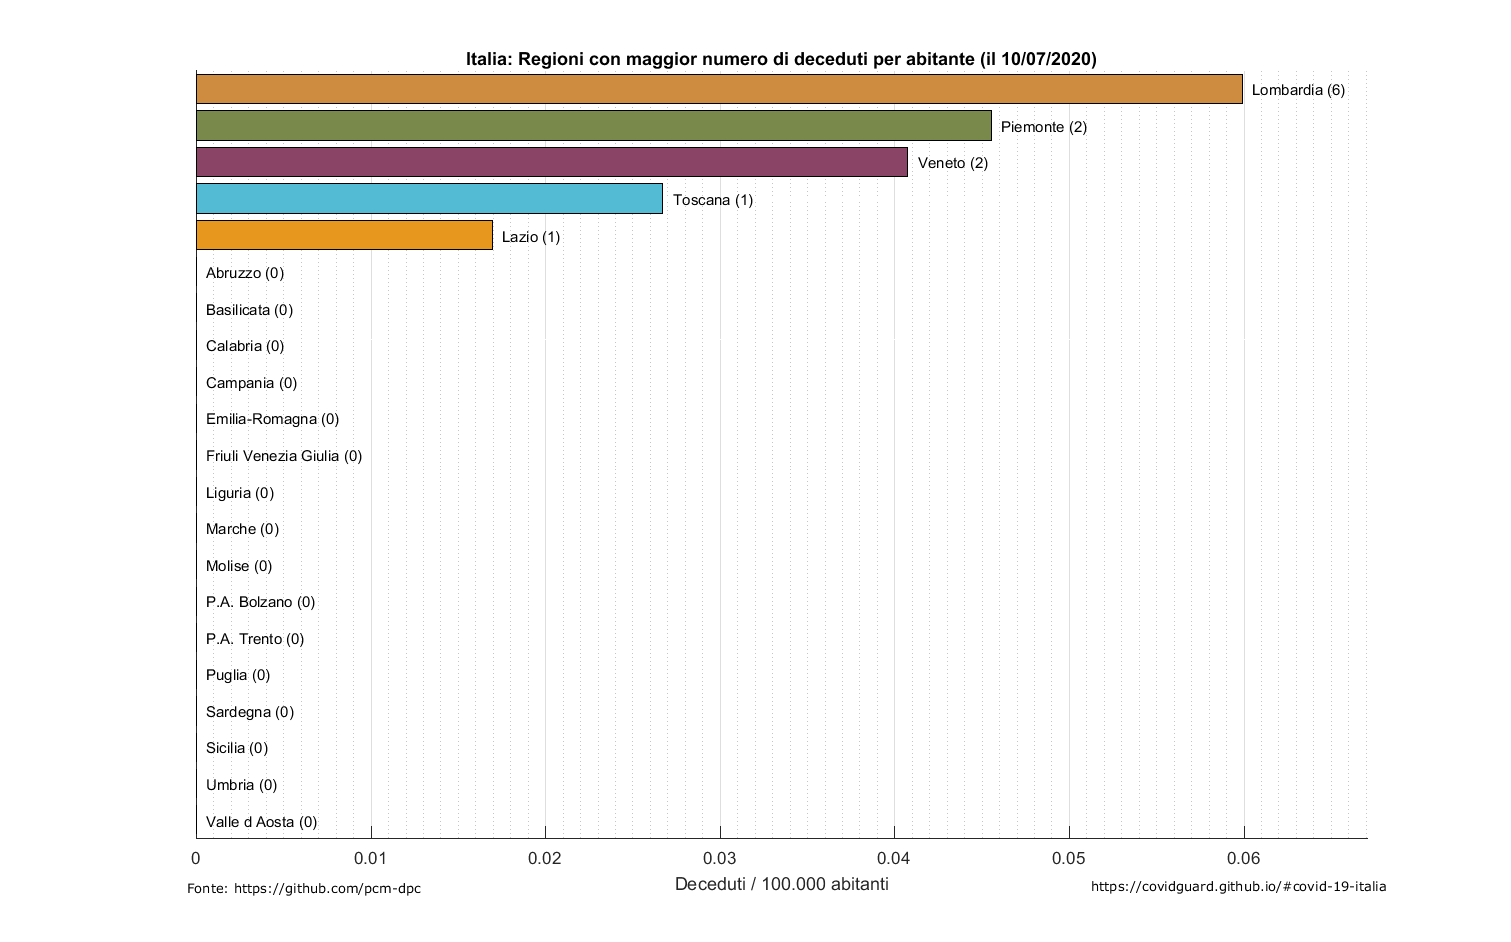 Italia: Regioni con maggior numero di deceduti per abitante (il 10/07/2020)
Lombardia (6)
Piemonte (2)
Veneto (2)
Toscana (1)
Lazio (1)
Abruzzo (0)
Basilicata (0)
Calabria (0)
Campania (0)
Emilia-Romagna (0)
Friuli Venezia Giulia (0)
Liguria (0)
Marche (0)
Molise (0)
P.A. Bolzano (0)
P.A. Trento (0)
Puglia (0)
Sardegna (0)
Sicilia (0)
Umbria (0)
Valle d Aosta (0)
0 0.01 0.02 0.03 0.04 0.05 0.06
Deceduti / 100.000 abitanti
Fonte: https://github.com/pcm-dpc
https://covidguard.github.io/#covid-19-italia